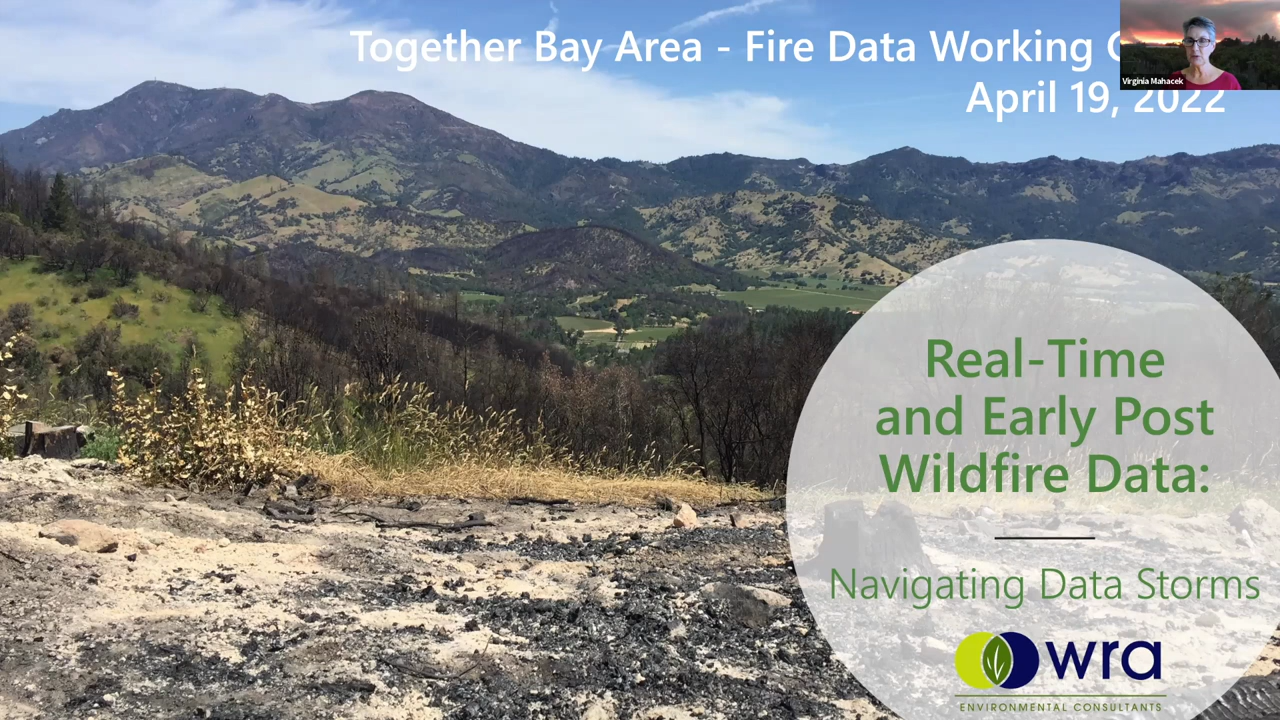 Together Bay Area - Fire Data Working
April 19, 2022
Virginia Mahacek
Real-Time
and Early Post
Wildfire Data:
Navigating Data Storms
wra
ENVIRONMENTAL CONSULTANTS